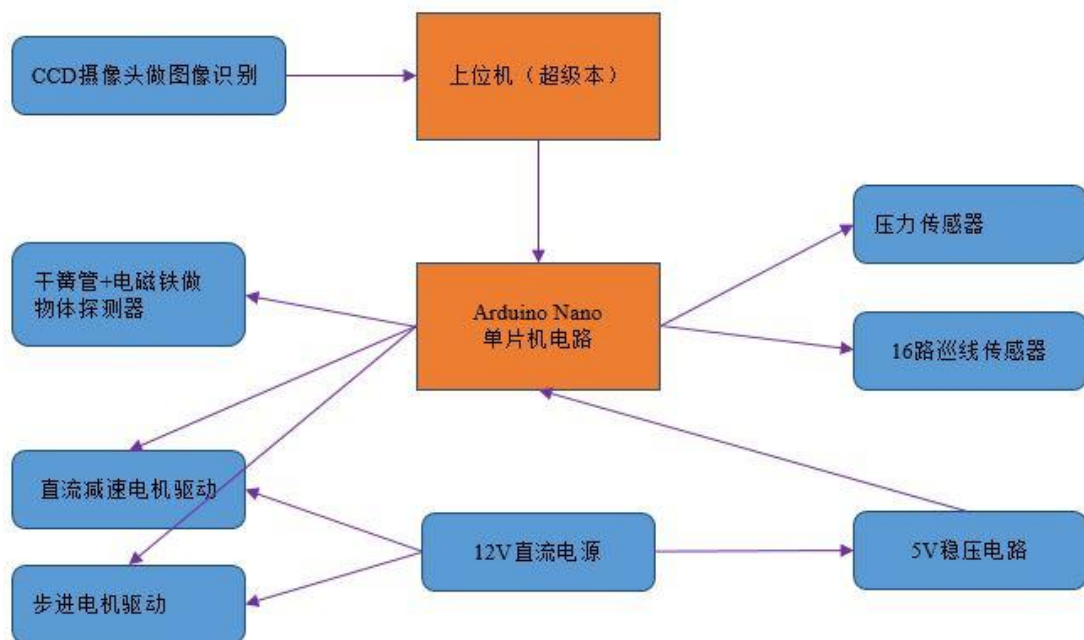 CCD摄像头做图像识别
上位机（超级本）
压力传感器
干簧管+电磁铁做
物体探测器
Arduino Nano
单片机电路
16路巡线传感器
直流减速电机驱动
12V直流电源
5V稳压电路
步进电机驱动